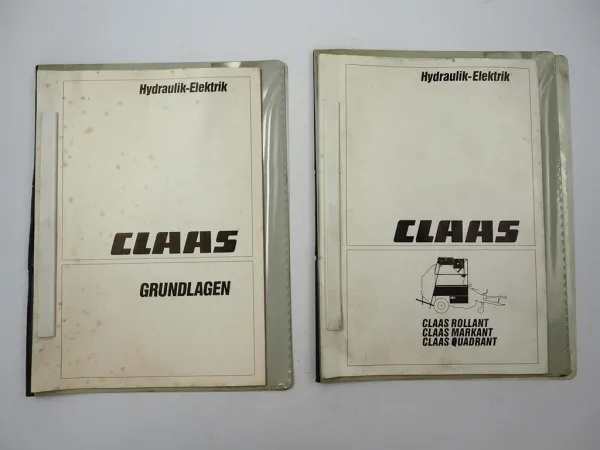 Hydraulik-Elektrik
CLAAS
GRUNDLAGEN
Hydraulik-Elektrik
CLAAS
CLAAS ROLLANT
CLAAS MARKANT
CLAAS QUADRANT